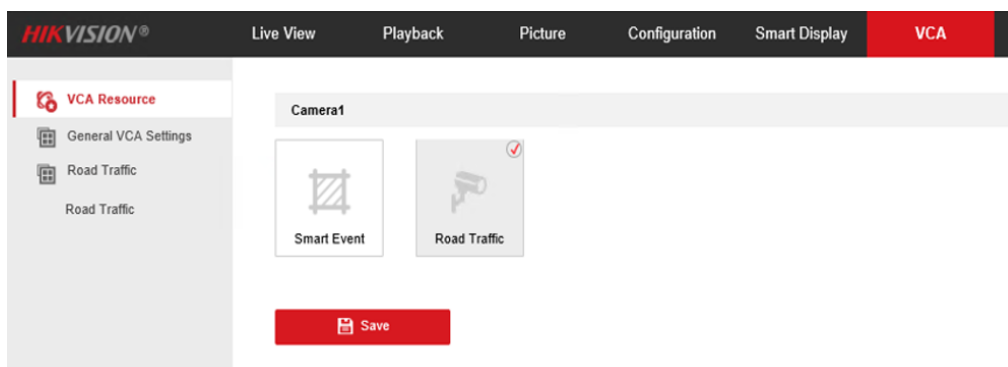 HIKVISION® Live View Playback Picture Configuration Smart Display VCA
VCA Resource
General VCA Settings
Road Traffic
Road Traffic
Camera1
Smart Event Road Traffic
Save